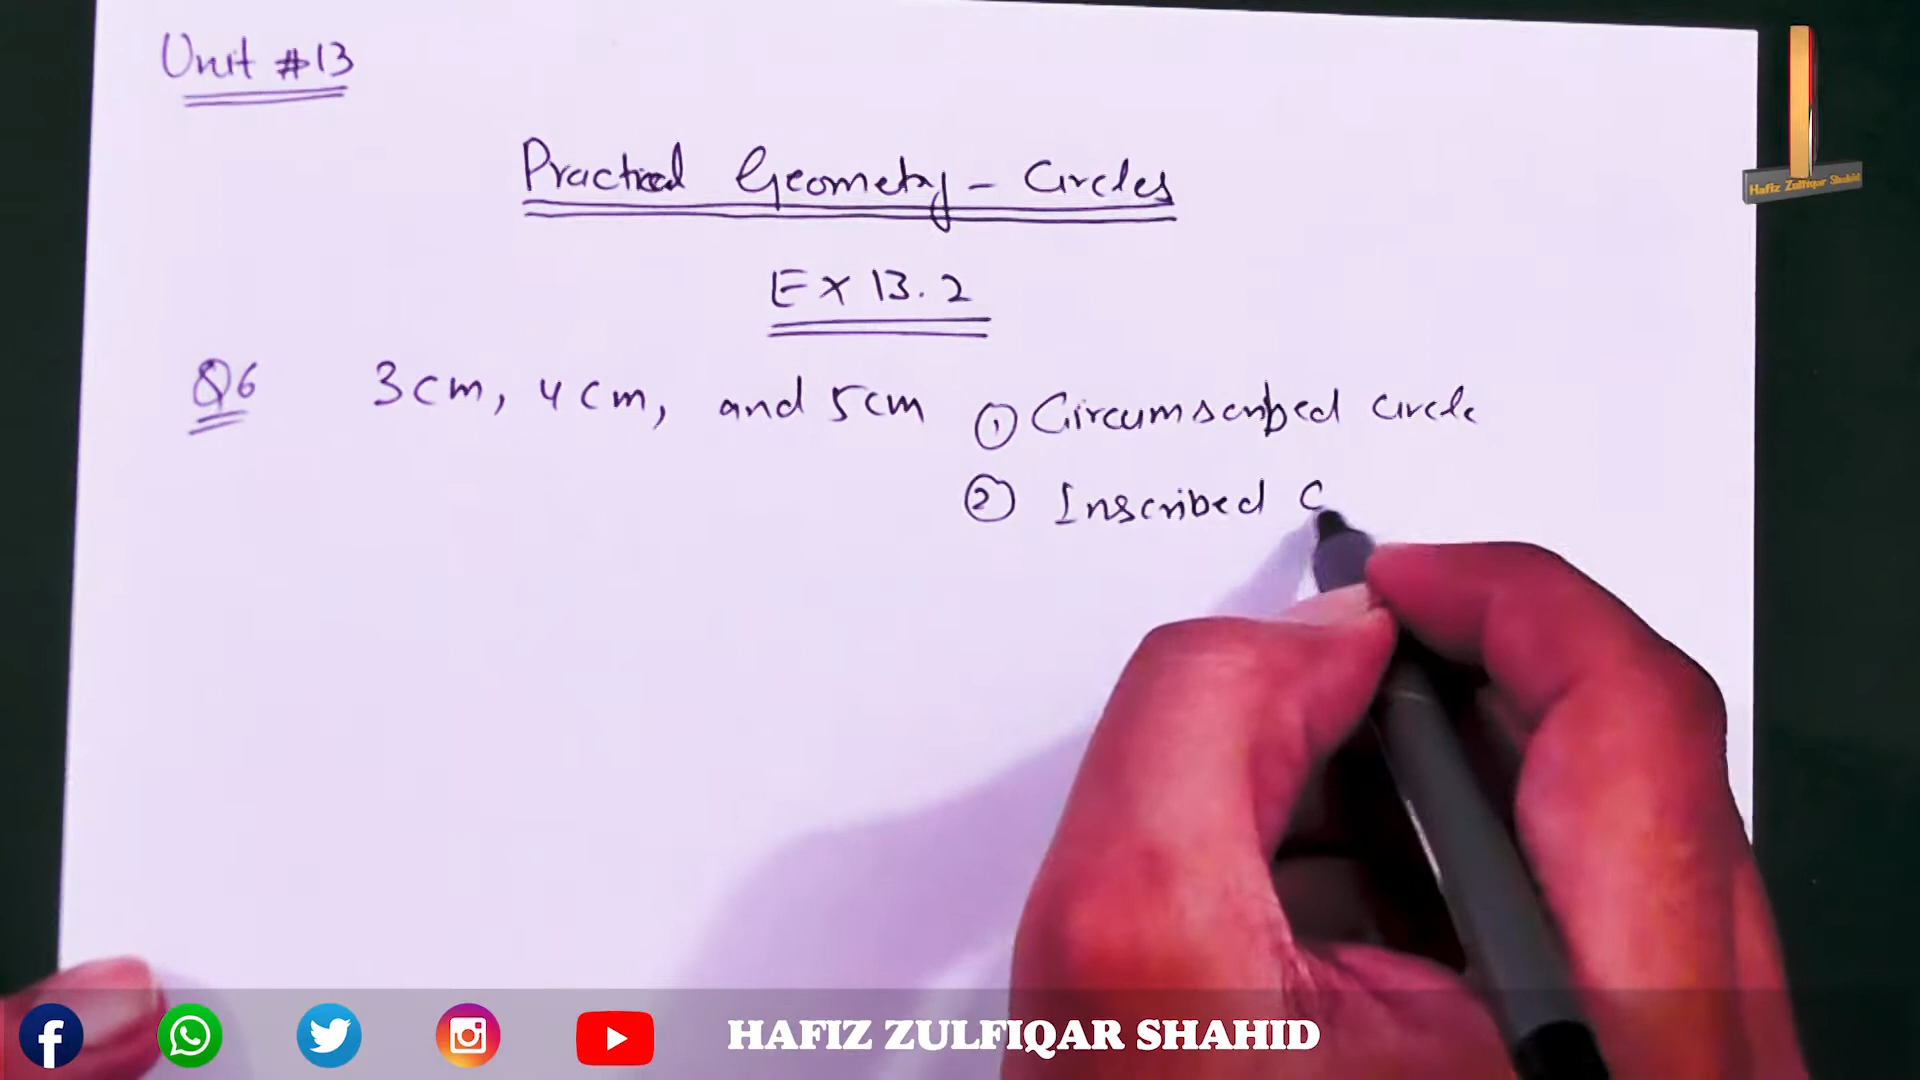 Unit #13
Practical Geometry - Circles
Ex 13.2
Q6 3cm, 4cm, and 5cm ① Circumscribed circle
② Inscribed C
Hafiz Zulfiqar Shahid
HAFIZ ZULFIQAR SHAHID